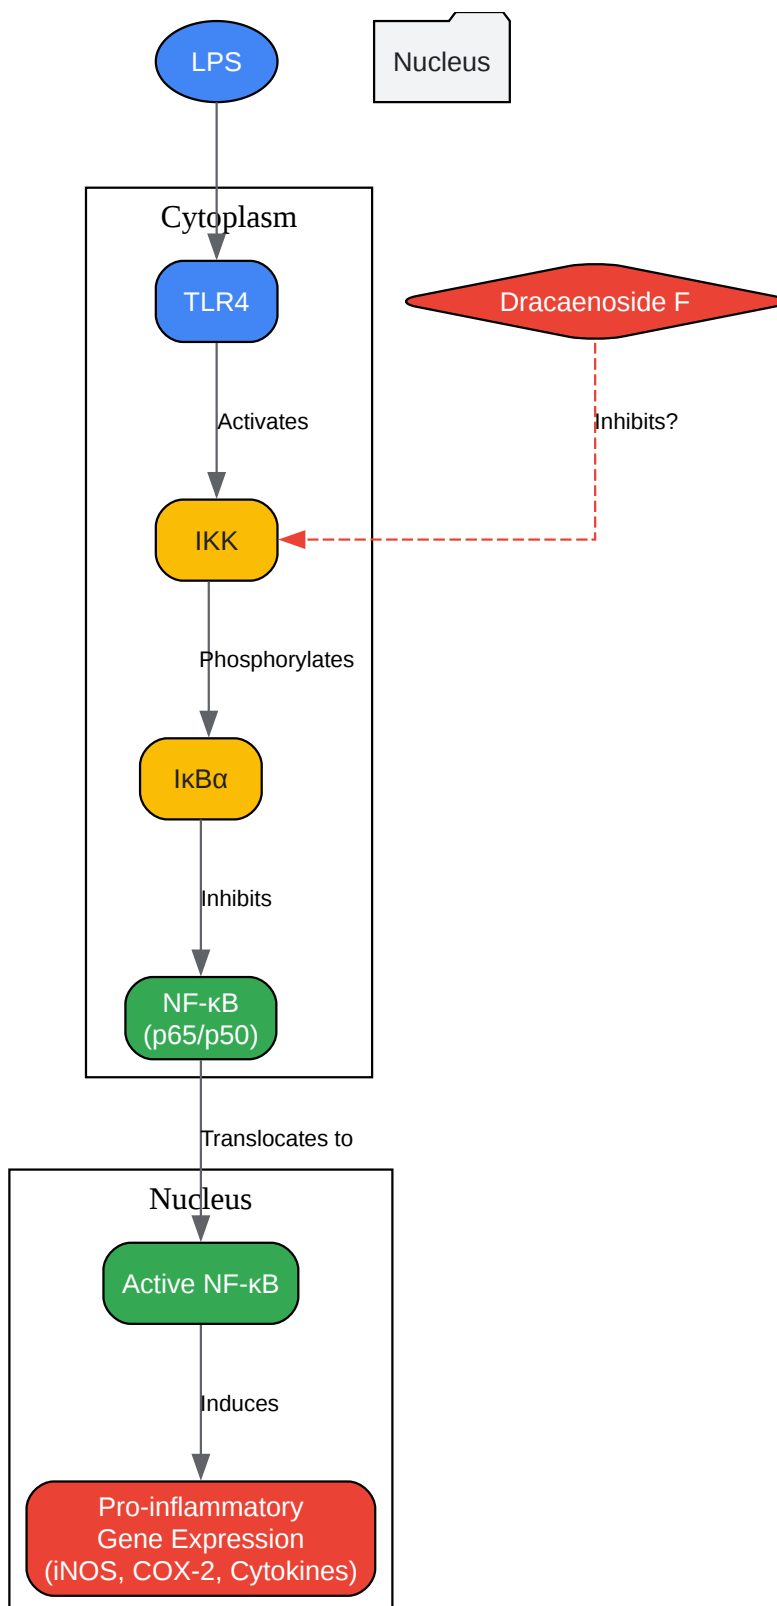 LPS
Nucleus
Cytoplasm
TLR4
Dracaenoside F
Activates
Inhibits?
IKK
Phosphorylates
IκBα
Inhibits
NF-κB
(p65/p50)
Translocates to
Nucleus
Active NF-κB
Induces
Pro-inflammatory
Gene Expression
(iNOS, COX-2, Cytokines)